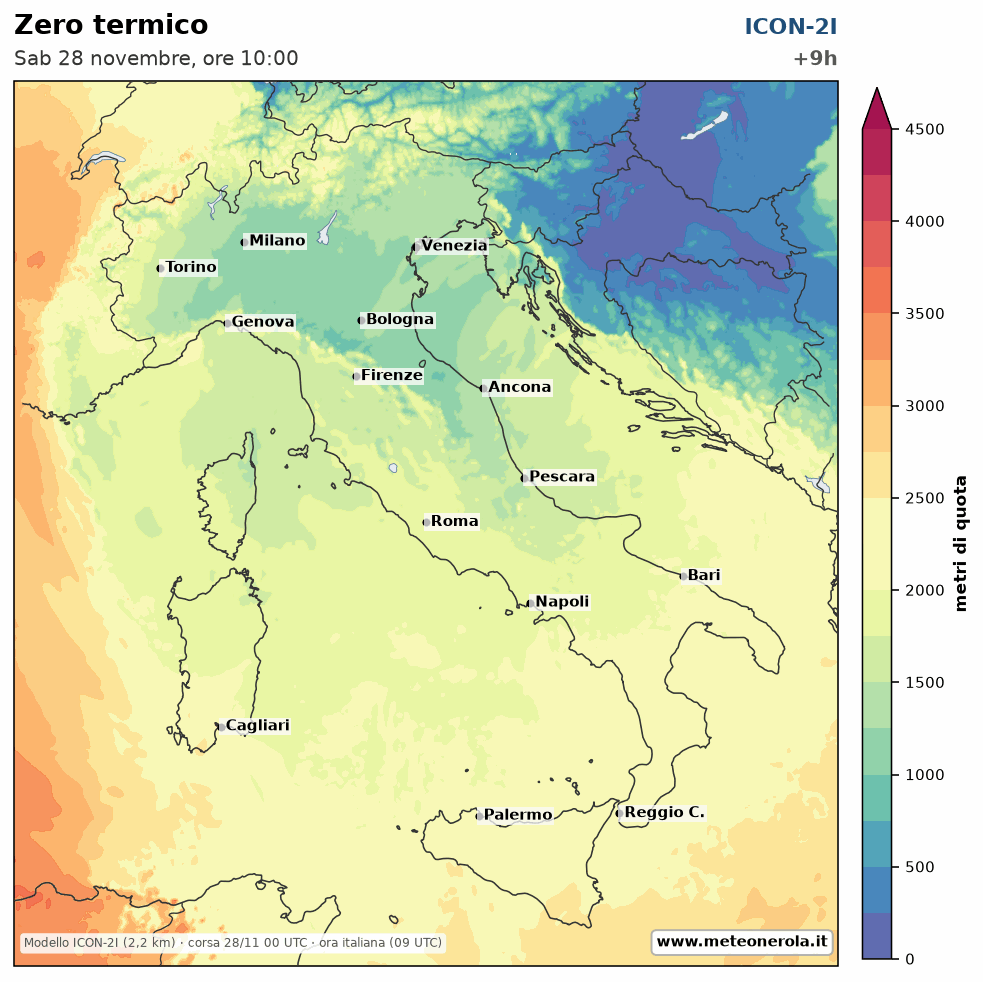 Zero termico
ICON-2I
Sab 28 novembre, ore 10:00
+9h
4500
4000
3500
3000
2500
2000
1500
1000
500
0
metri di quota
Milano
Venezia
Torino
Genova
Bologna
Firenze
Ancona
Pescara
Roma
Bari
Napoli
Cagliari
Palermo
Reggio C.
Modello ICON-2I (2,2 km) · corsa 28/11 00 UTC · ora italiana (09 UTC)
www.meteonerola.it